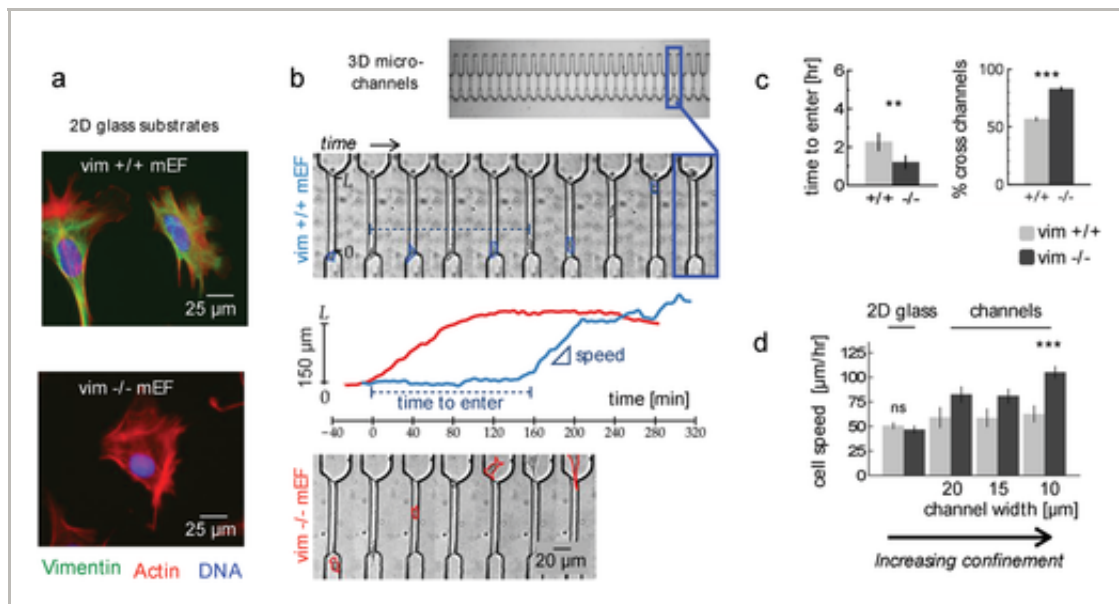 a
2D glass substrates
vim +/+ mEF
25 µm
vim -/- mEF
25 µm
Vimentin Actin DNA
b
3D micro-
channels
time
vim +/+ mEF
L
0
L
150 µm
0
speed
time to enter
time [min]
-40 0 40 80 120 160 200 240 280 320
vim -/- mEF
20 µm
c
time to enter [hr]
6
4
2
0
**
+/+ -/-
% cross channels
100
50
0
***
+/+ -/-
vim +/+
vim -/-
d
2D glass channels
cell speed [µm/hr]
125
100
75
50
25
0
ns
***
20 15 10
channel width [µm]
Increasing confinement